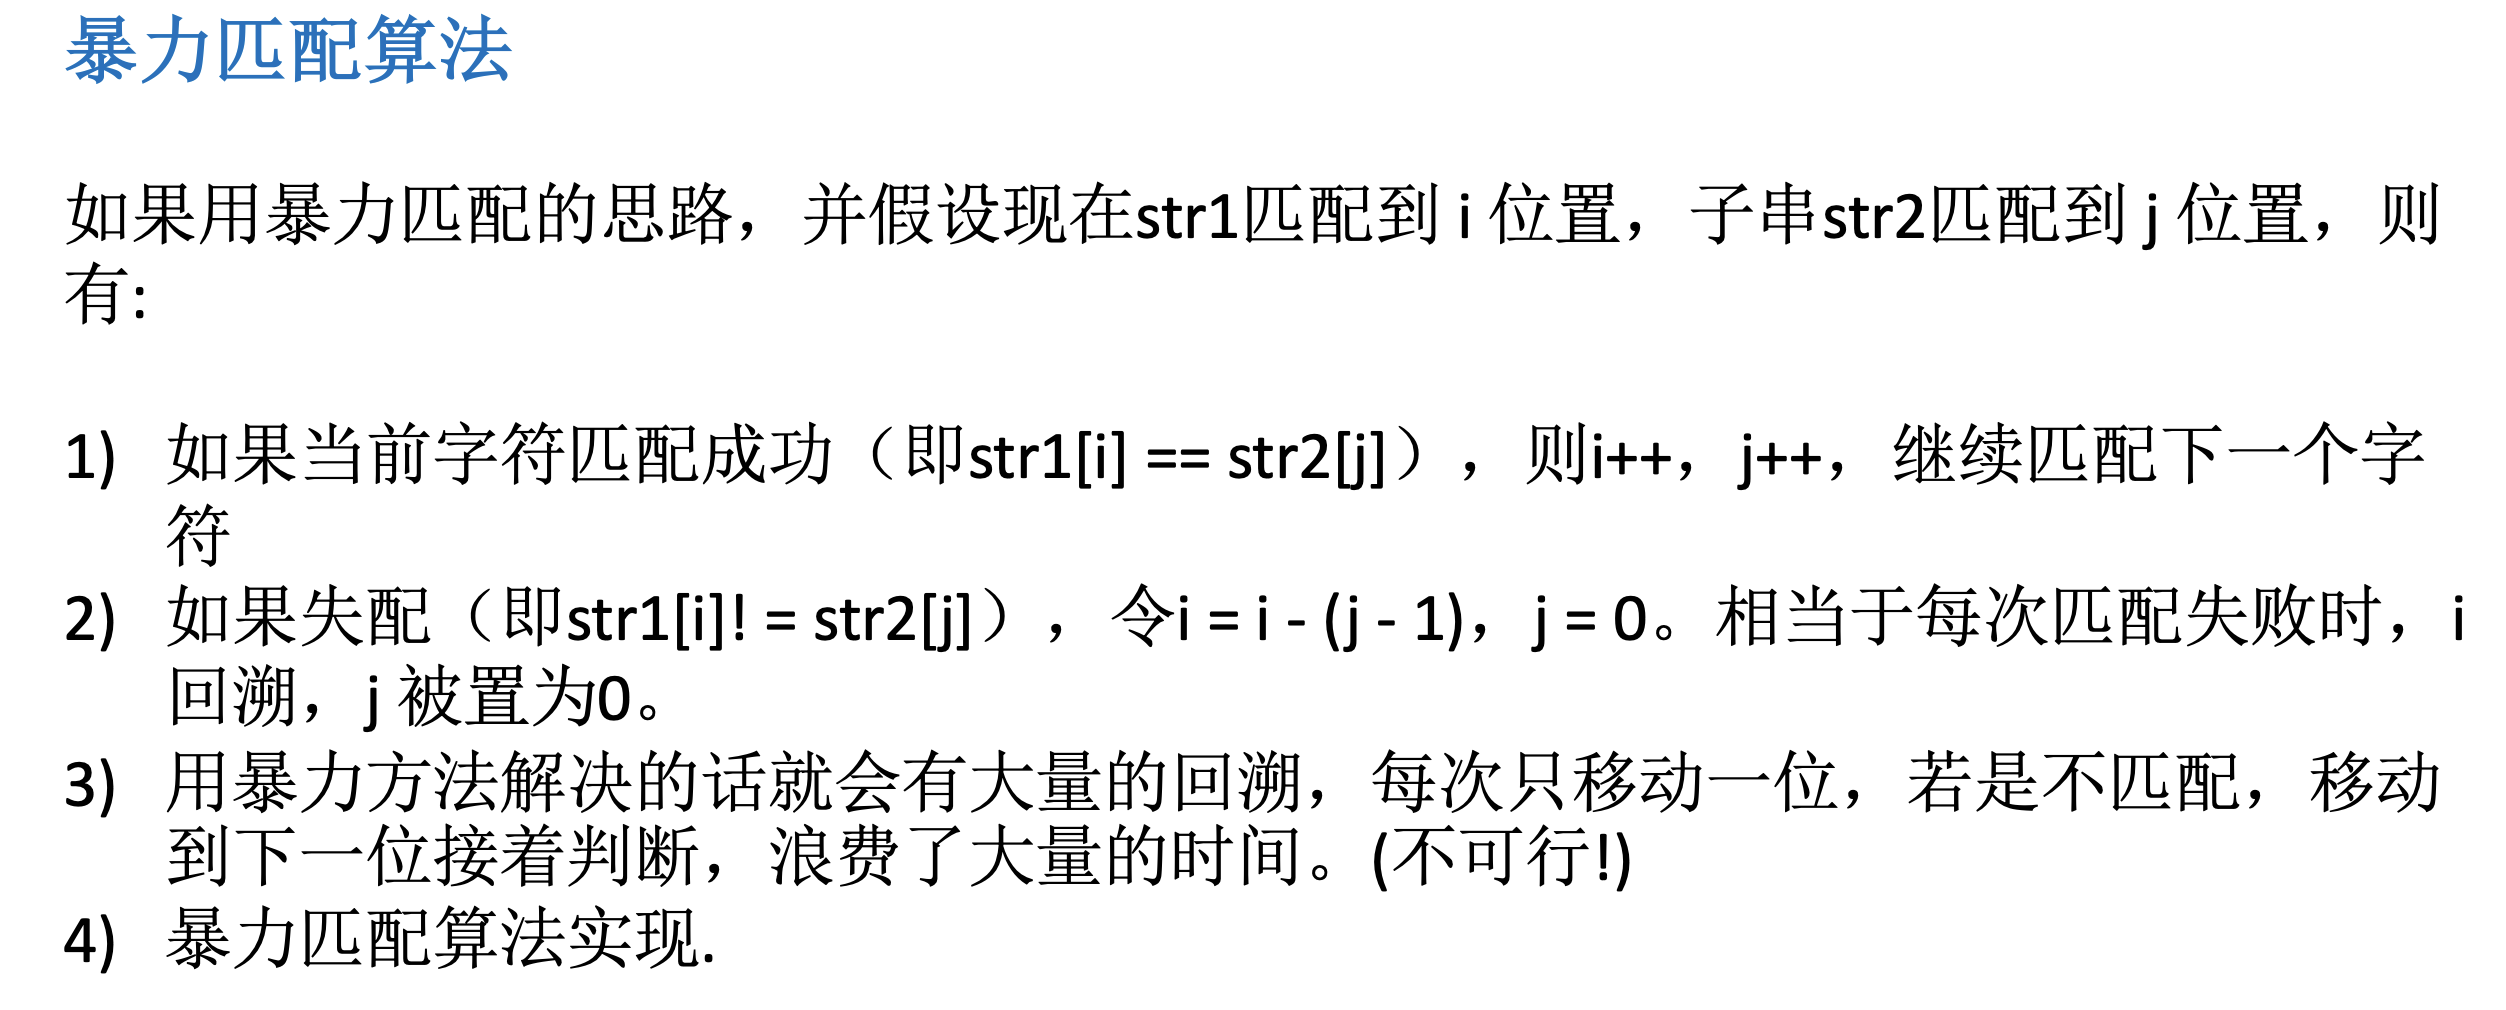 暴力匹配算法
如果用暴力匹配的思路，并假设现在str1匹配到 i 位置，子串str2匹配到 j 位置，则
有:
1) 如果当前字符匹配成功（即str1[i] == str2[j]），则i++，j++，继续匹配下一个字
符
2) 如果失配（即str1[i]! = str2[j]），令i = i - (j - 1)，j = 0。相当于每次匹配失败时，i
回溯，j 被置为0。
3) 用暴力方法解决的话就会有大量的回溯，每次只移动一位，若是不匹配，移动
到下一位接着判断，浪费了大量的时间。(不可行!)
4) 暴力匹配算法实现.